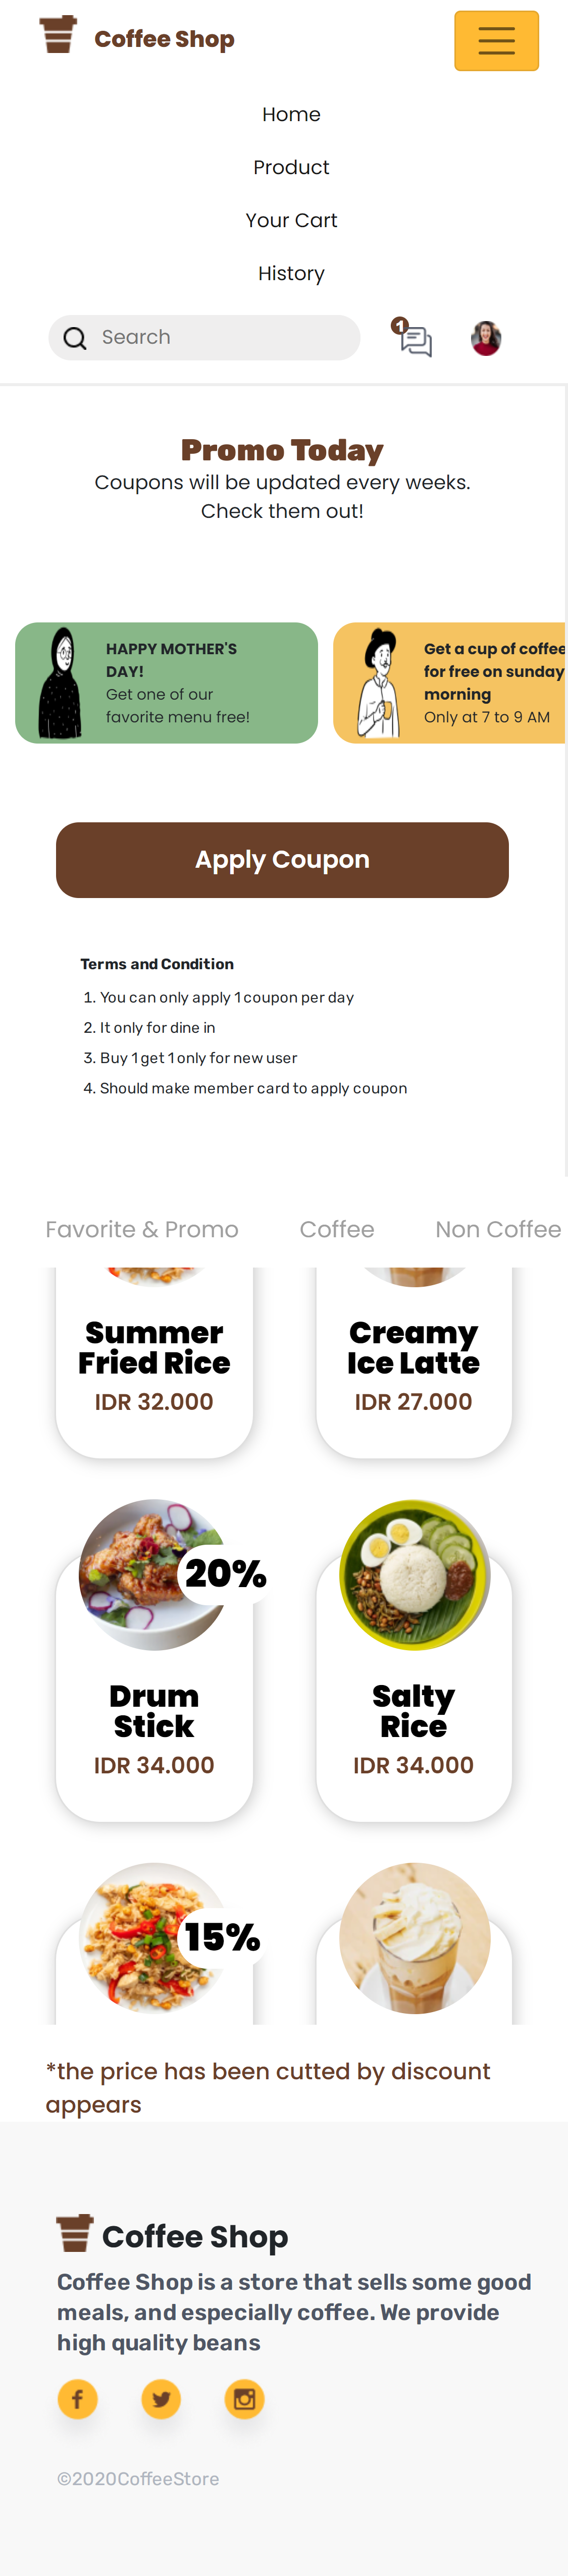 Coffee Shop
Home
Product
Your Cart
History
Search
1
Promo Today
Coupons will be updated every weeks.
Check them out!
HAPPY MOTHER'S
DAY!
Get one of our
favorite menu free!
Get a cup of coffee
for free on sunday
morning
Only at 7 to 9 AM
Apply Coupon
Terms and Condition
1. You can only apply 1 coupon per day
2. It only for dine in
3. Buy 1 get 1 only for new user
4. Should make member card to apply coupon
Favorite & Promo
Coffee
Non Coffee
Summer
Fried Rice
IDR 32.000
Creamy
Ice Latte
IDR 27.000
20%
Drum
Stick
IDR 34.000
Salty
Rice
IDR 34.000
15%
*the price has been cutted by discount
appears
Coffee Shop
Coffee Shop is a store that sells some good
meals, and especially coffee. We provide
high quality beans
©2020CoffeeStore